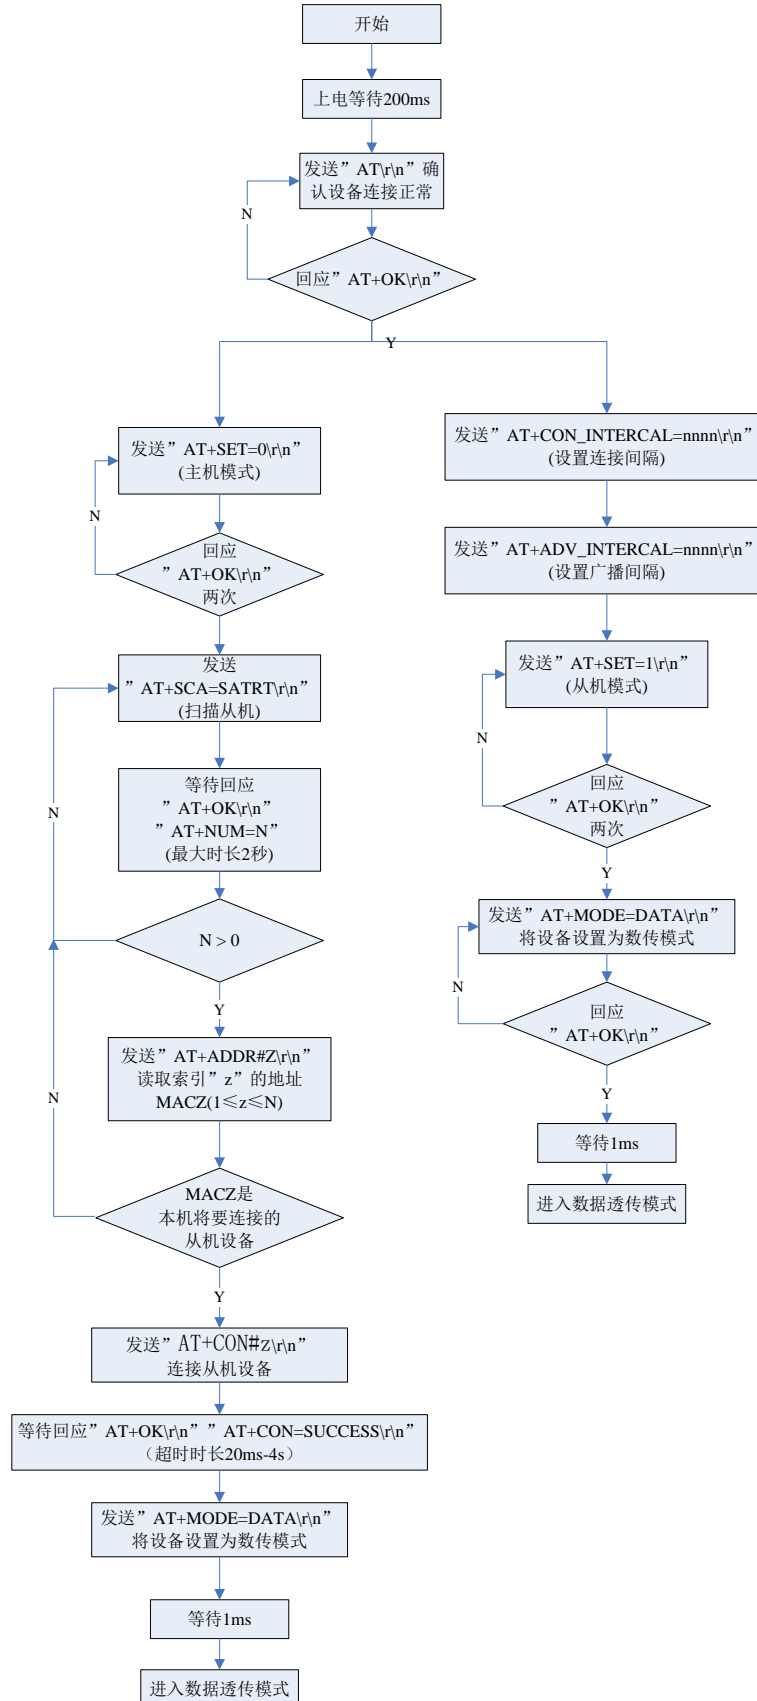 开始
上电等待200ms
发送”AT\r\n”确
认设备连接正常
N
回应”AT+OK\r\n”
Y
发送”AT+SET=0\r\n”
(主机模式)
N
回应
”AT+OK\r\n”
两次
发送
”AT+SCA=SATRT\r\n”
(扫描从机)
N
等待回应
”AT+OK\r\n”
”AT+NUM=N”
(最大时长2秒)
N > 0
Y
发送”AT+ADDR#Z\r\n”
读取索引”z”的地址
MACZ(1≤z≤N)
N
MACZ是
本机将要连接的
从机设备
Y
发送”AT+CON#z\r\n”
连接从机设备
等待回应”AT+OK\r\n””AT+CON=SUCCESS\r\n”
（超时时长20ms-4s）
发送”AT+MODE=DATA\r\n”
将设备设置为数传模式
等待1ms
进入数据透传模式
发送”AT+CON_INTERCAL=nnnn\r\n”
(设置连接间隔)
发送”AT+ADV_INTERCAL=nnnn\r\n”
(设置广播间隔)
发送”AT+SET=1\r\n”
(从机模式)
N
回应
”AT+OK\r\n”
两次
Y
发送”AT+MODE=DATA\r\n”
将设备设置为数传模式
N
回应
”AT+OK\r\n”
Y
等待1ms
进入数据透传模式